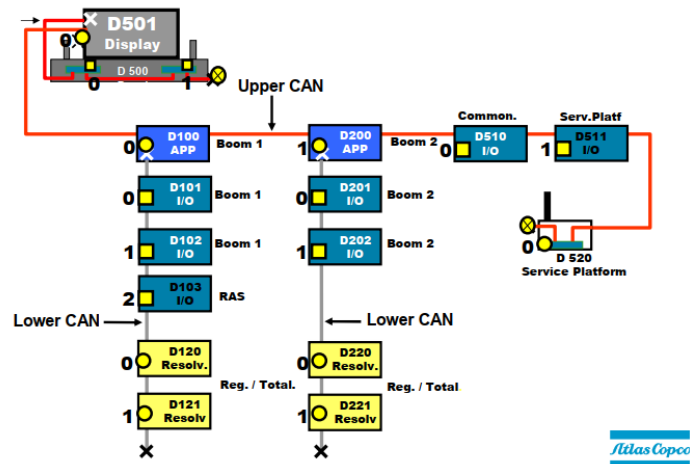 D501
Display
0
D 500
0
1
Upper CAN
Common.
Serv.Platf
0
D100
APP
Boom 1
1
D200
APP
Boom 2
0
D510
I/O
1
D511
I/O
0
D101
I/O
Boom 1
0
D201
I/O
Boom 2
1
D102
I/O
Boom 1
1
D202
I/O
Boom 2
0
D 520
Service Platform
2
D103
I/O
RAS
Lower CAN
Lower CAN
0
D120
Resolv.
0
D220
Resolv.
Reg. / Total.
Reg. / Total
1
D121
Resolv
1
D221
Resolv
Atlas Copco